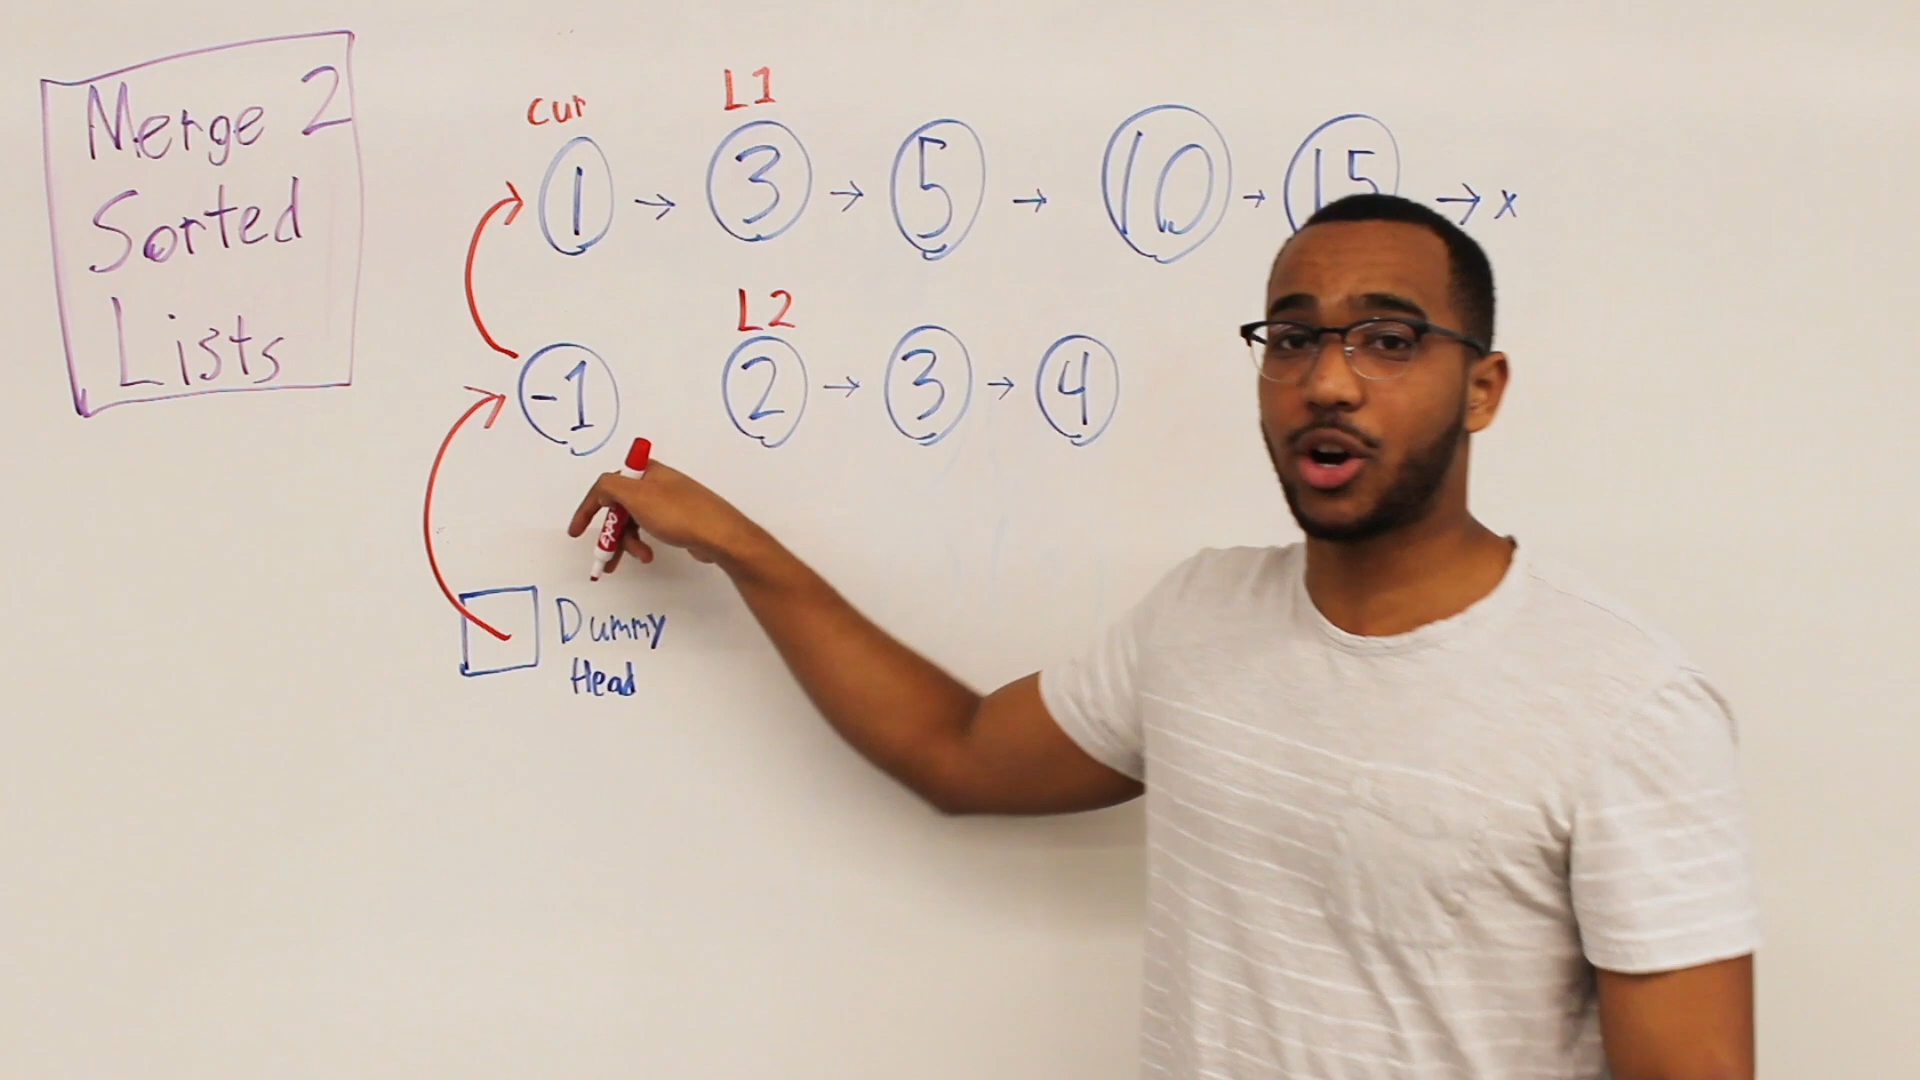 Merge 2
Sorted
Lists
cur
L1
1 → 3 → 5 → 10 → 15 → x
L2
-1 2 → 3 → 4
EXPO
Dummy
Head